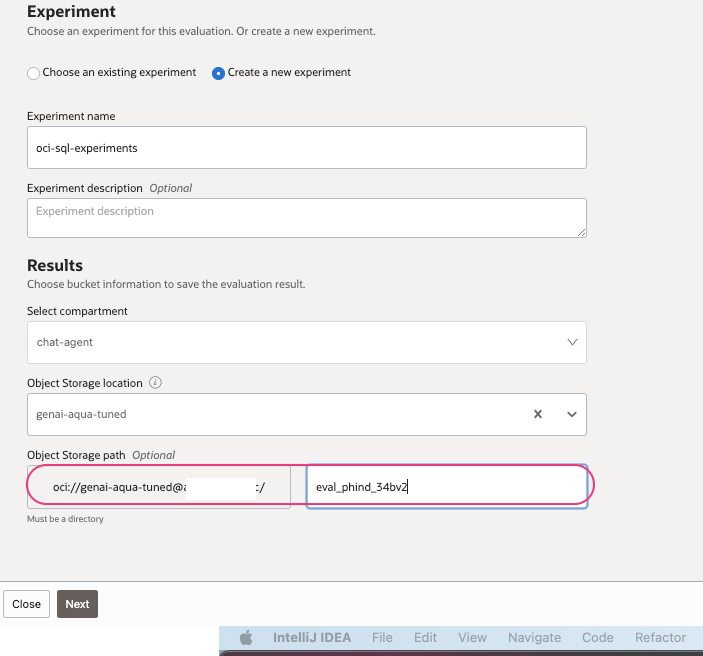 Experiment
Choose an experiment for this evaluation. Or create a new experiment.
Choose an existing experiment Create a new experiment
Experiment name
oci-sql-experiments
Experiment description Optional
Experiment description
Results
Choose bucket information to save the evaluation result.
Select compartment
chat-agent
Object Storage location
genai-aqua-tuned
Object Storage path Optional
oci://genai-aqua-tuned@ eval_phind_34bv2
Must be a directory
Close Next
IntelliJ IDEA File Edit View Navigate Code Refactor